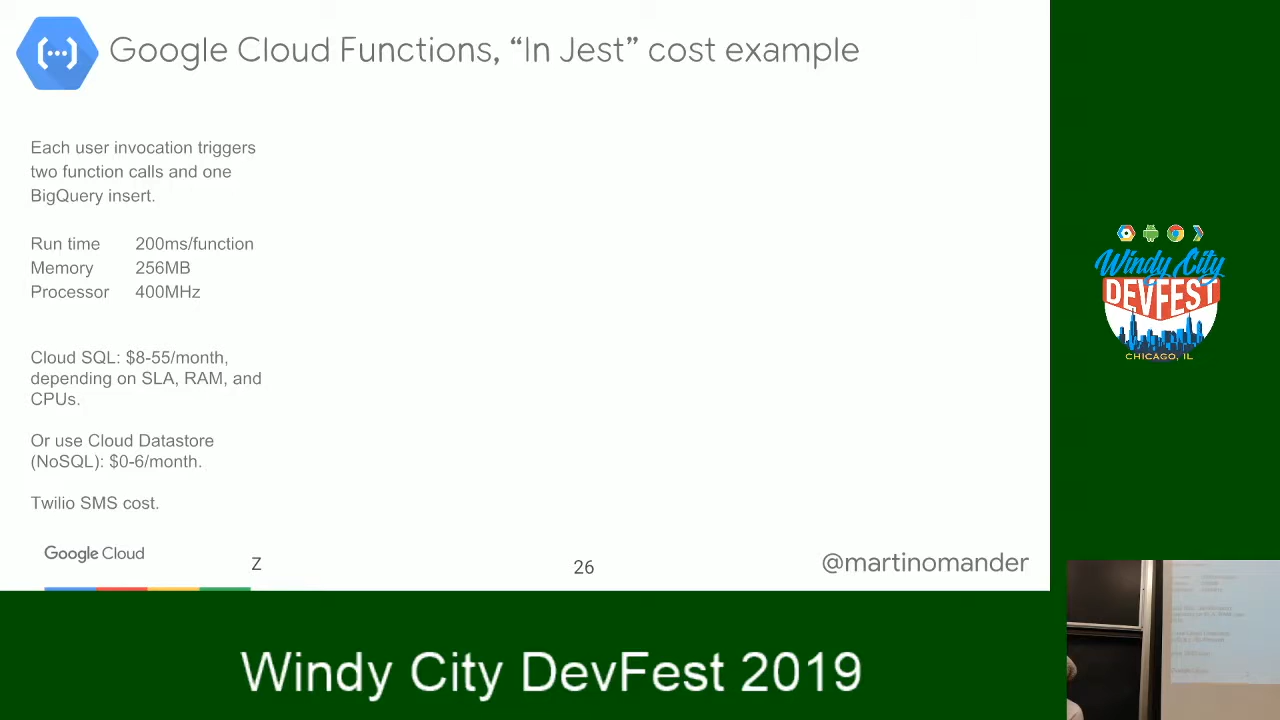 Google Cloud Functions, “In Jest” cost example
Each user invocation triggers
two function calls and one
BigQuery insert.
Run time 200ms/function
Memory 256MB
Processor 400MHz
Cloud SQL: $8-55/month,
depending on SLA, RAM, and
CPUs.
Or use Cloud Datastore
(NoSQL): $0-6/month.
Twilio SMS cost.
Google Cloud
Z
26
@martinomander
Windy City
DEVFEST
CHICAGO, IL
Windy City DevFest 2019